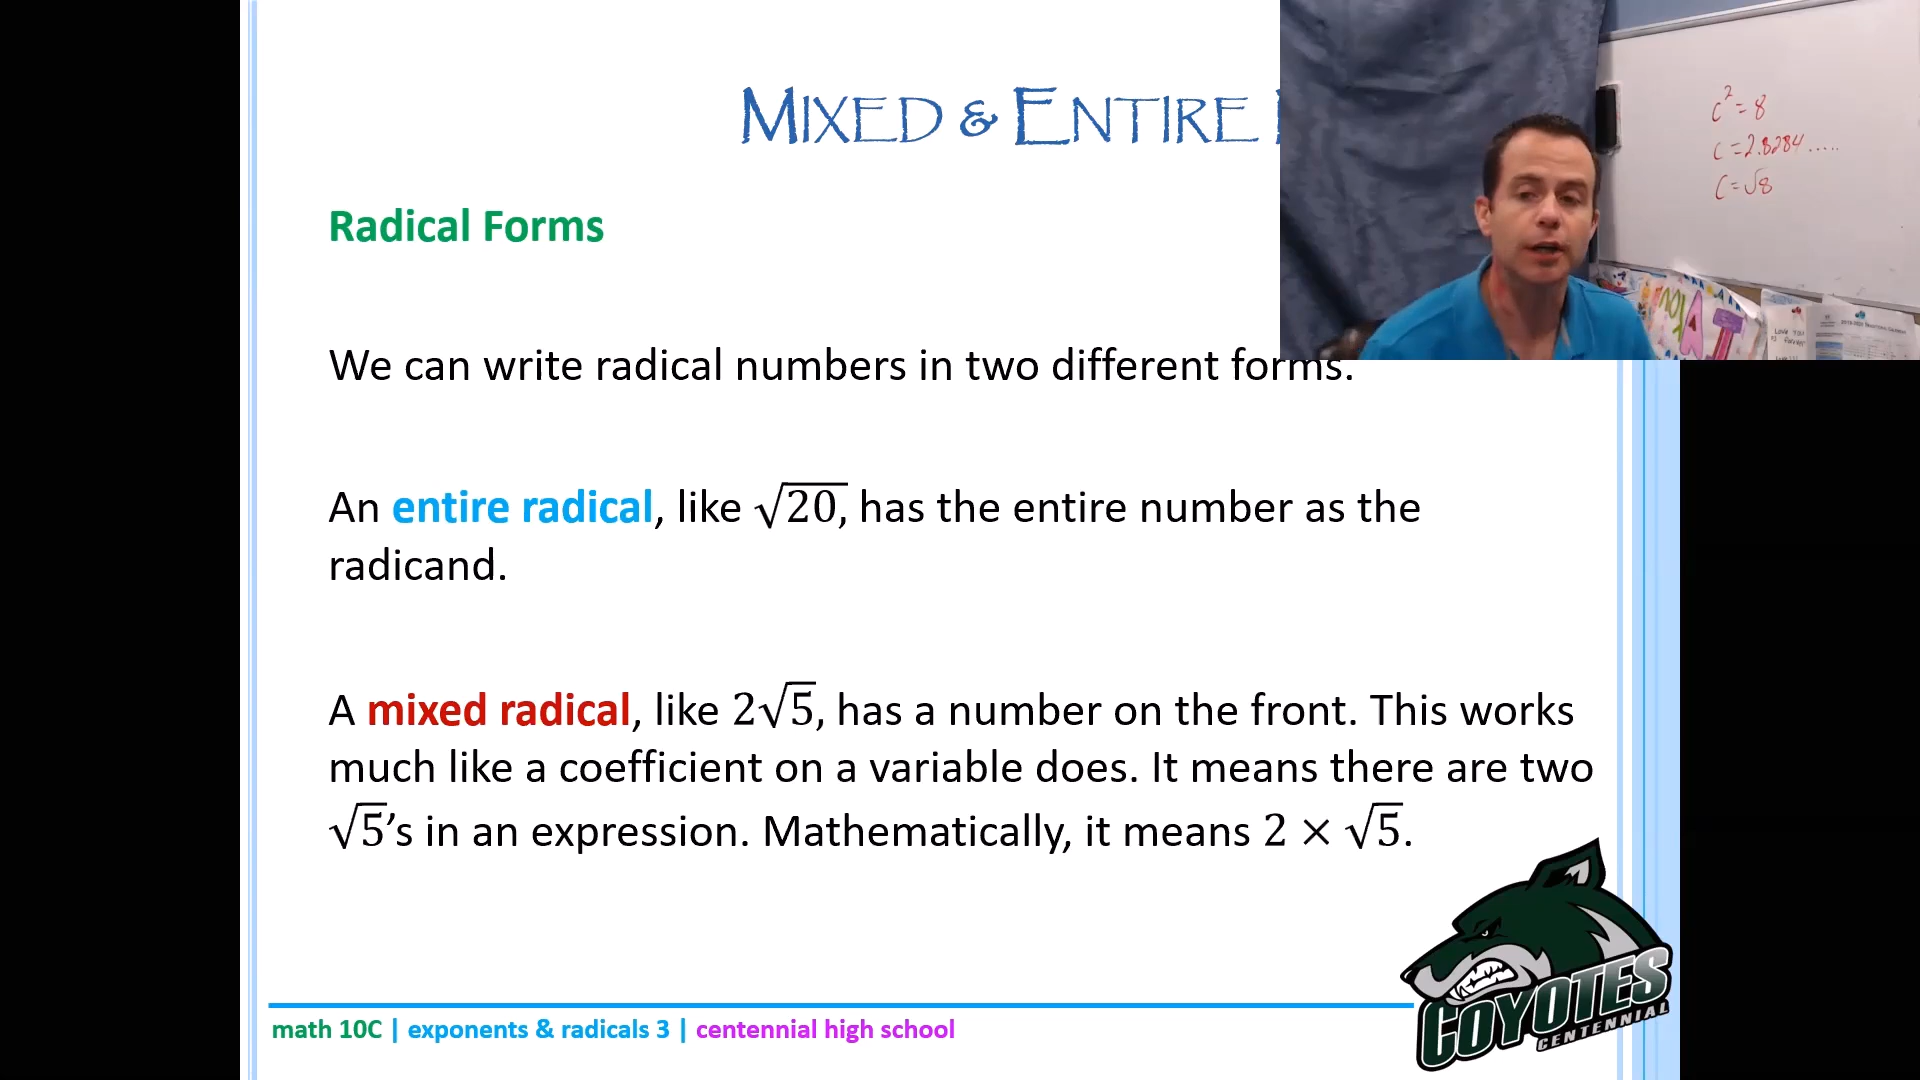 MIXED & ENTIRE
c² = 8
c = 2.8284.....
c = √8
Radical Forms
We can write radical numbers in two different forms.
An entire radical, like √20, has the entire number as the
radicand.
A mixed radical, like 2√5, has a number on the front. This works
much like a coefficient on a variable does. It means there are two
√5's in an expression. Mathematically, it means 2 × √5.
COYOTES
CENTENNIAL
math 10C | exponents & radicals 3 | centennial high school